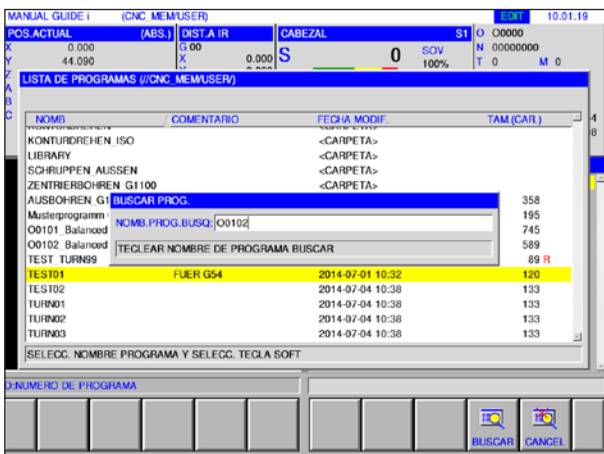 MANUAL GUIDE i (CNC_MEM/USER) EDIT 10:01:19
POS.ACTUAL (ABS.) DIST.A IR CABEZAL S1 O O0000
X 0.000 G 00 N 00000000
Y 44.090 X 0.000 S 0 SOV 100% T 0 M 0
Z
A
B
C
LISTA DE PROGRAMAS (//CNC_MEM/USER/)
NOMB COMENTARIO FECHA MODIF. TAM.(CAR.)
KONTURDREHEN_ISO <CARPETA>
LIBRARY <CARPETA>
SCHRUPPEN_AUSSEN <CARPETA>
ZENTRIERBOHREN_G1100 <CARPETA>
AUSBOHREN_G1 358
Musterprogramm 195
O0101_Balanced 745
O0102_Balanced 589
TEST_TURN99 89 R
BUSCAR PROG.
NOMB.PROG.BUSQ: O0102
TECLEAR NOMBRE DE PROGRAMA BUSCAR
TEST01 FUER G54 2014-07-01 10:32 120
TEST02 2014-07-04 10:38 133
TURN01 2014-07-04 10:38 133
TURN02 2014-07-04 10:38 133
TURN03 2014-07-04 10:38 133
SELECC. NOMBRE PROGRAMA Y SELECC. TECLA SOFT
O:NUMERO DE PROGRAMA
BUSCAR CANCEL